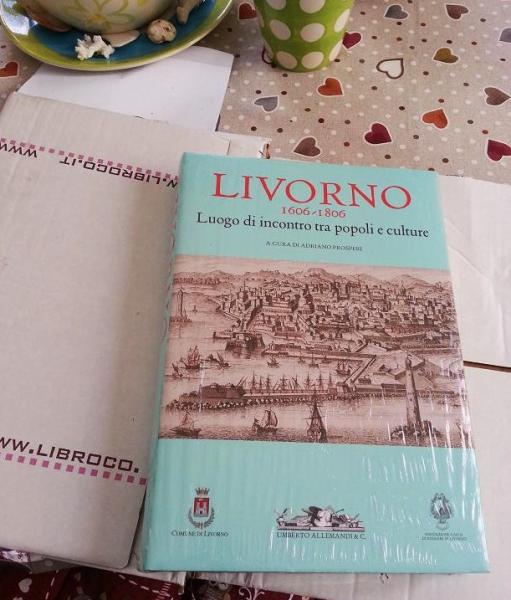 WWW.LIBROCO.IT
WWW.LIBROCO.
LIVORNO
1606-1806
Luogo di incontro tra popoli e culture
A CURA DI ADRIANO PROSPERI
COMUNE DI LIVORNO
UMBERTO ALLEMANDI & C.